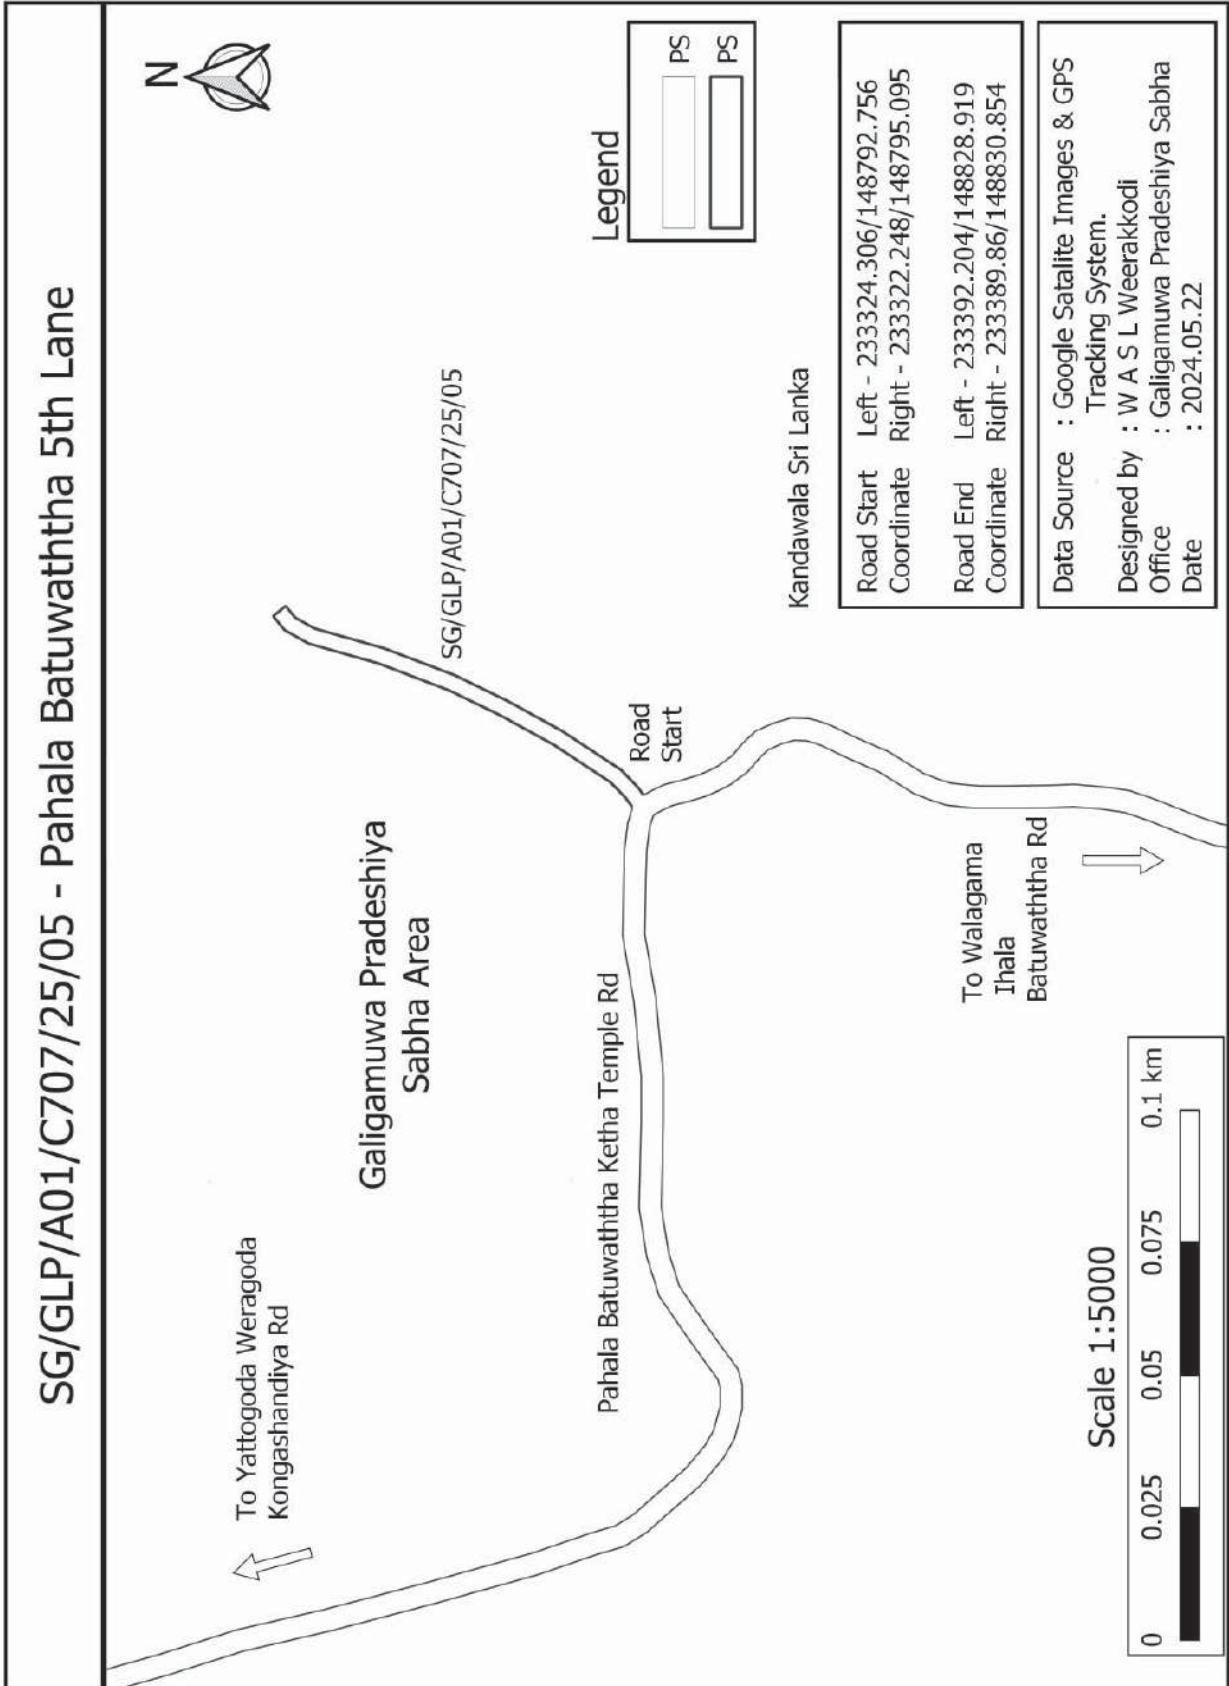 SG/GLP/A01/C707/25/05 - Pahala Batuwaththa 5th Lane
N
To Yattogoda Weragoda
Kongashandiya Rd
Galigamuwa Pradeshiya
Sabha Area
SG/GLP/A01/C707/25/05
Legend
PS
PS
Pahala Batuwaththa Ketha Temple Rd
Road
Start
Kandawala Sri Lanka
To Walagama
Ihala
Batuwaththa Rd
Road Start Left - 233324.306/148792.756
Coordinate Right - 233322.248/148795.095
Road End Left - 233392.204/148828.919
Coordinate Right - 233389.86/148830.854
Scale 1:5000
0 0.025 0.05 0.075 0.1 km
Data Source : Google Satalite Images & GPS
Tracking System.
Designed by : W A S L Weerakkodi
Office : Galigamuwa Pradeshiya Sabha
Date : 2024.05.22